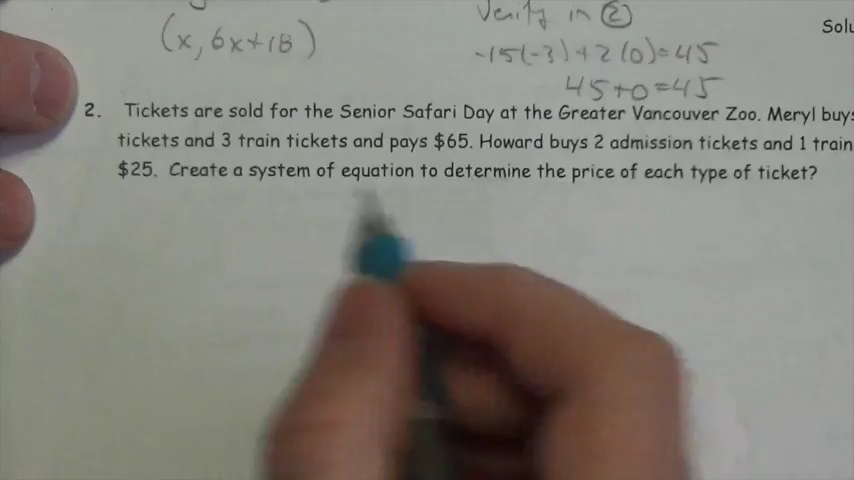 (x, 6x+18)
Verify in ②
-15(-3)+2(0)=45
45+0=45
Solu
2. Tickets are sold for the Senior Safari Day at the Greater Vancouver Zoo. Meryl buys
tickets and 3 train tickets and pays $65. Howard buys 2 admission tickets and 1 train
$25. Create a system of equation to determine the price of each type of ticket?